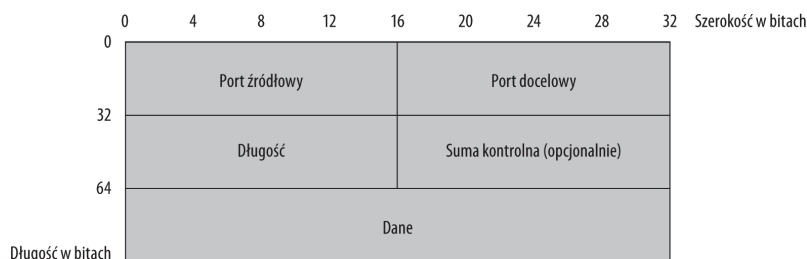 0 4 8 12 16 20 24 28 32 Szerokość w bitach
0
Port źródłowy Port docelowy
32
Długość Suma kontrolna (opcjonalnie)
64
Dane
Długość w bitach